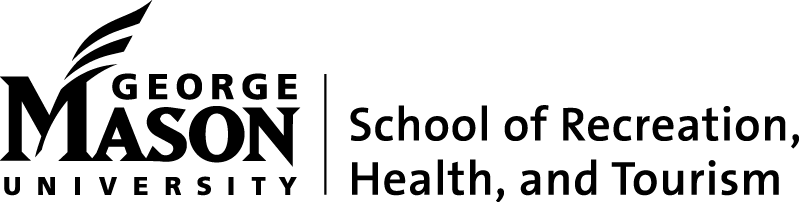 GEORGE
MASON
UNIVERSITY
School of Recreation,
Health, and Tourism